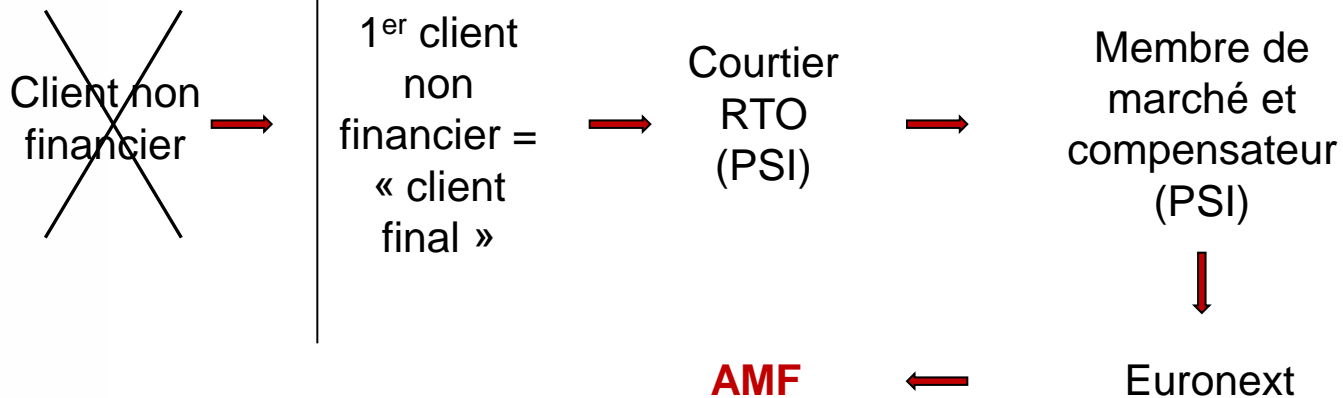 Client non
financier
1er client
non
financier =
« client
final »
Courtier
RTO
(PSI)
Membre de
marché et
compensateur
(PSI)
AMF
Euronext